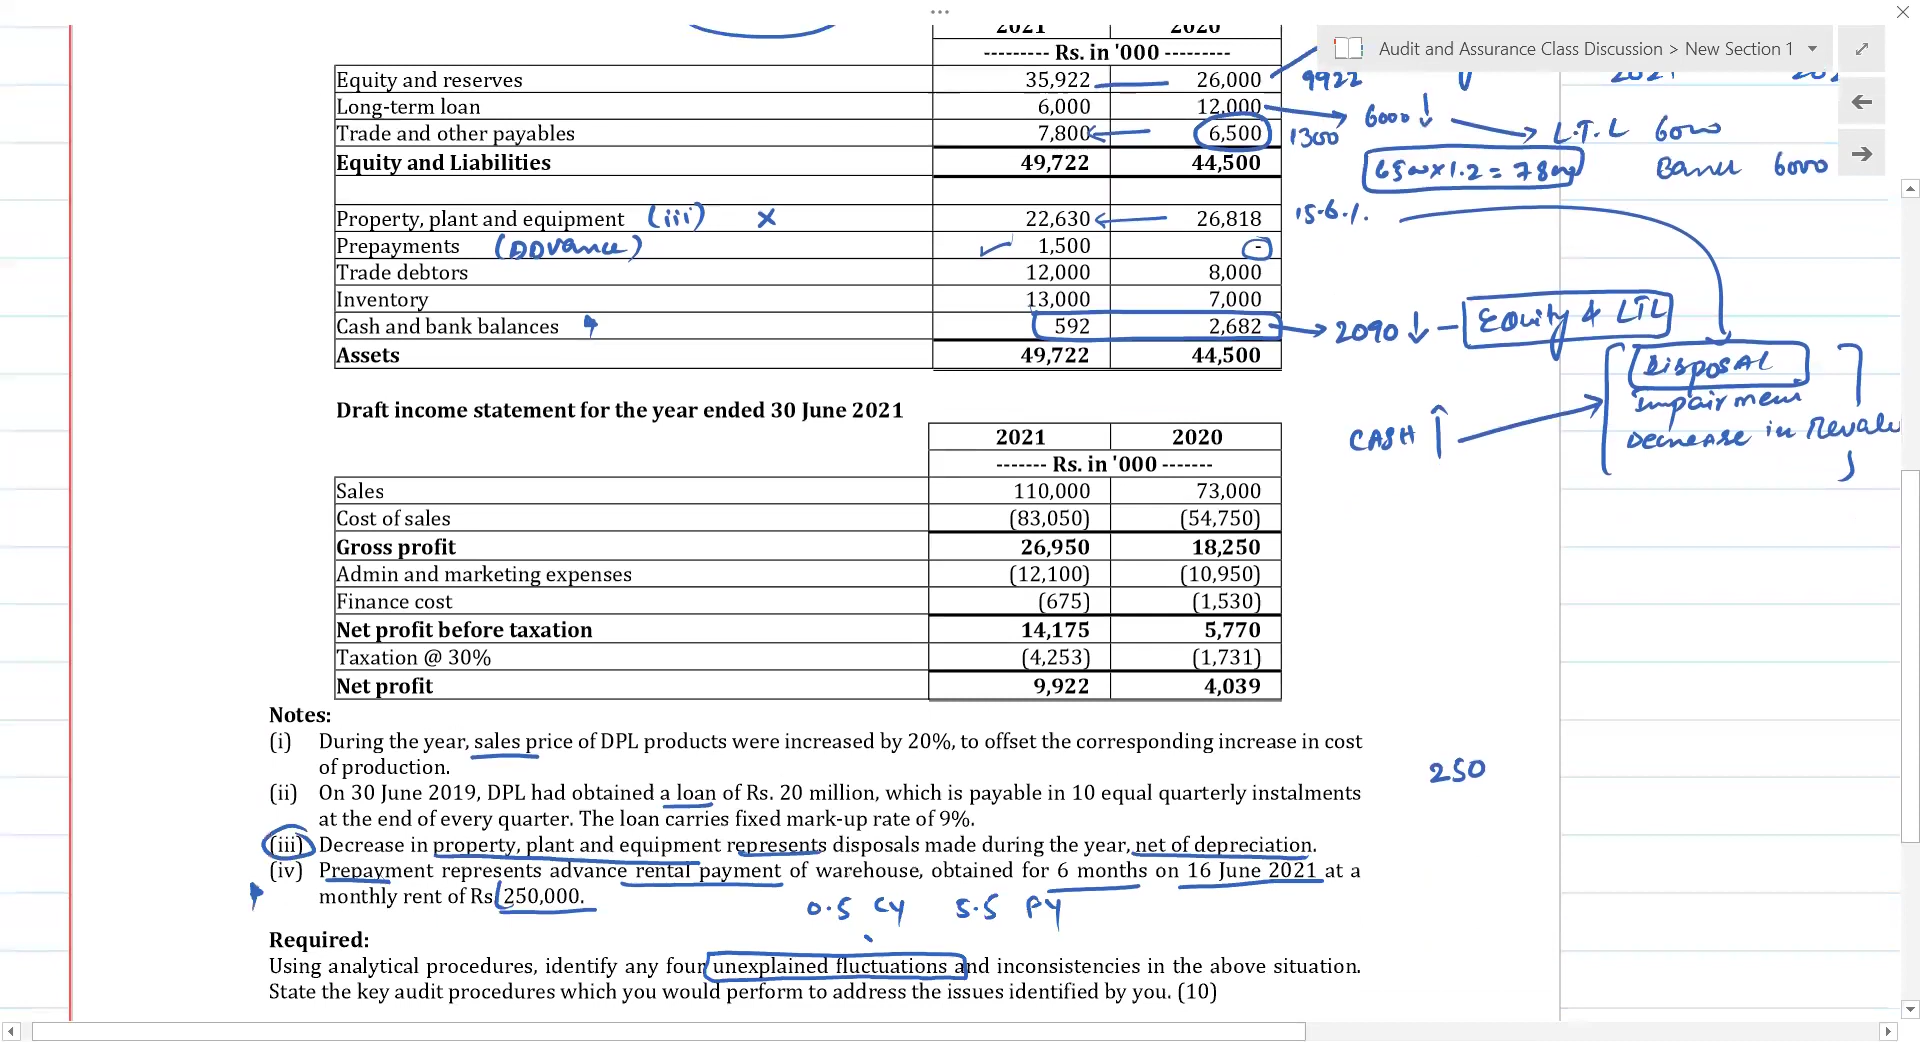 Audit and Assurance Class Discussion > New Section 1
2021 2020
--------- Rs. in '000 ---------
Equity and reserves 35,922 26,000 9922
Long-term loan 6,000 12,000 6000 L.T.L 6000
Trade and other payables 7,800 6,500 1300
Equity and Liabilities 49,722 44,500 6500 x 1.2 = 7800 Bank 6000
Property, plant and equipment (iii) x 22,630 26,818 15.6%
Prepayments (ADvance) 1,500 -
Trade debtors 12,000 8,000
Inventory 13,000 7,000
Cash and bank balances 592 2,682 2090 Equity & LTL
Assets 49,722 44,500
DISPOSAL
Impairment
CASH Decrease in Revalu
Draft income statement for the year ended 30 June 2021
2021 2020
------- Rs. in '000 -------
Sales 110,000 73,000
Cost of sales (83,050) (54,750)
Gross profit 26,950 18,250
Admin and marketing expenses (12,100) (10,950)
Finance cost (675) (1,530)
Net profit before taxation 14,175 5,770
Taxation @ 30% (4,253) (1,731)
Net profit 9,922 4,039
Notes:
(i) During the year, sales price of DPL products were increased by 20%, to offset the corresponding increase in cost
of production.
250
(ii) On 30 June 2019, DPL had obtained a loan of Rs. 20 million, which is payable in 10 equal quarterly instalments
at the end of every quarter. The loan carries fixed mark-up rate of 9%.
(iii) Decrease in property, plant and equipment represents disposals made during the year, net of depreciation.
(iv) Prepayment represents advance rental payment of warehouse, obtained for 6 months on 16 June 2021 at a
monthly rent of Rs. 250,000.
0.5 CY 5.5 PY
Required:
Using analytical procedures, identify any four unexplained fluctuations and inconsistencies in the above situation.
State the key audit procedures which you would perform to address the issues identified by you. (10)